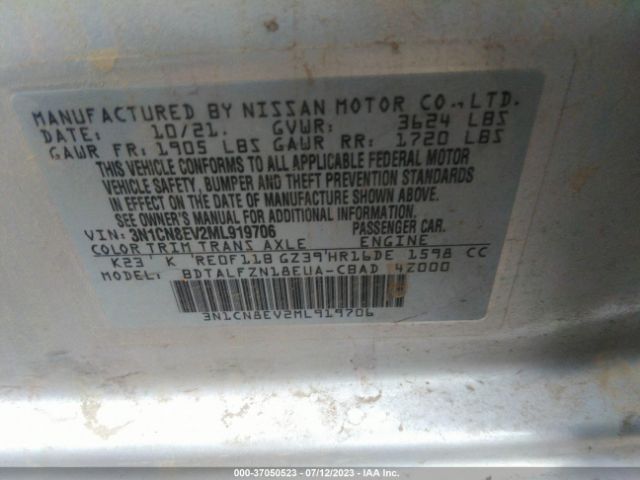 MANUFACTURED BY NISSAN MOTOR CO., LTD.
DATE: 10/21. GVWR: 3624 LBS
GAWR FR: 1905 LBS GAWR RR: 1720 LBS
THIS VEHICLE CONFORMS TO ALL APPLICABLE FEDERAL MOTOR
VEHICLE SAFETY, BUMPER AND THEFT PREVENTION STANDARDS
IN EFFECT ON THE DATE OF MANUFACTURE SHOWN ABOVE.
SEE OWNER'S MANUAL FOR ADDITIONAL INFORMATION.
VIN: 3N1CN8EV2ML919706 PASSENGER CAR.
COLOR TRIM TRANS AXLE ENGINE
K23' K 'RE0F11B GZ39'HR16DE 1598 CC
MODEL: BDTALFZN18EUA-CBAD 4Z000
3N1CN8EV2ML919706
000-37050523 - 07/12/2023 - IAA Inc.